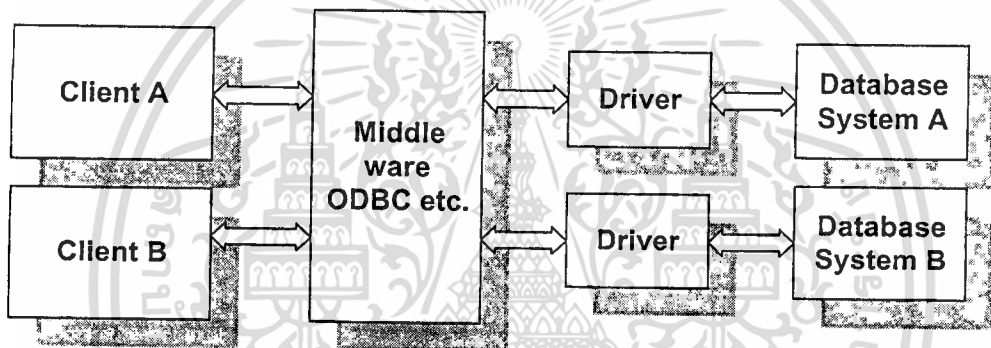 Client A
Middle
ware
ODBC etc.
Driver
Database
System A
Client B
Driver
Database
System B